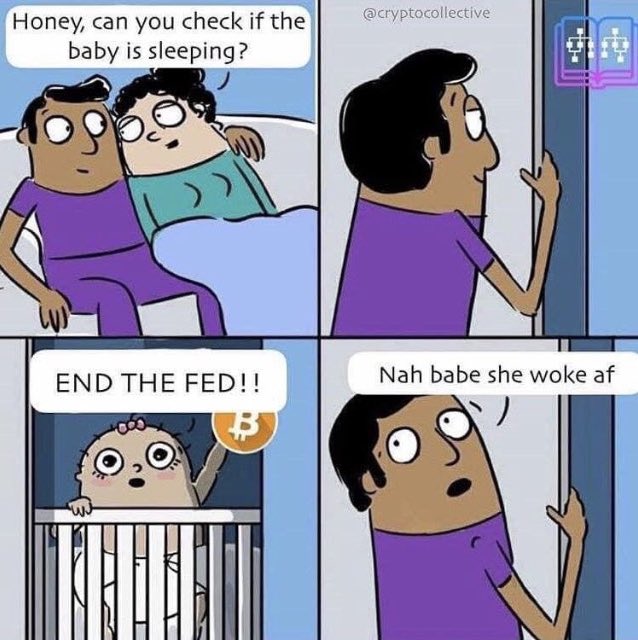 Honey, can you check if the
baby is sleeping?
@cryptocollective
END THE FED!!
₿
Nah babe she woke af